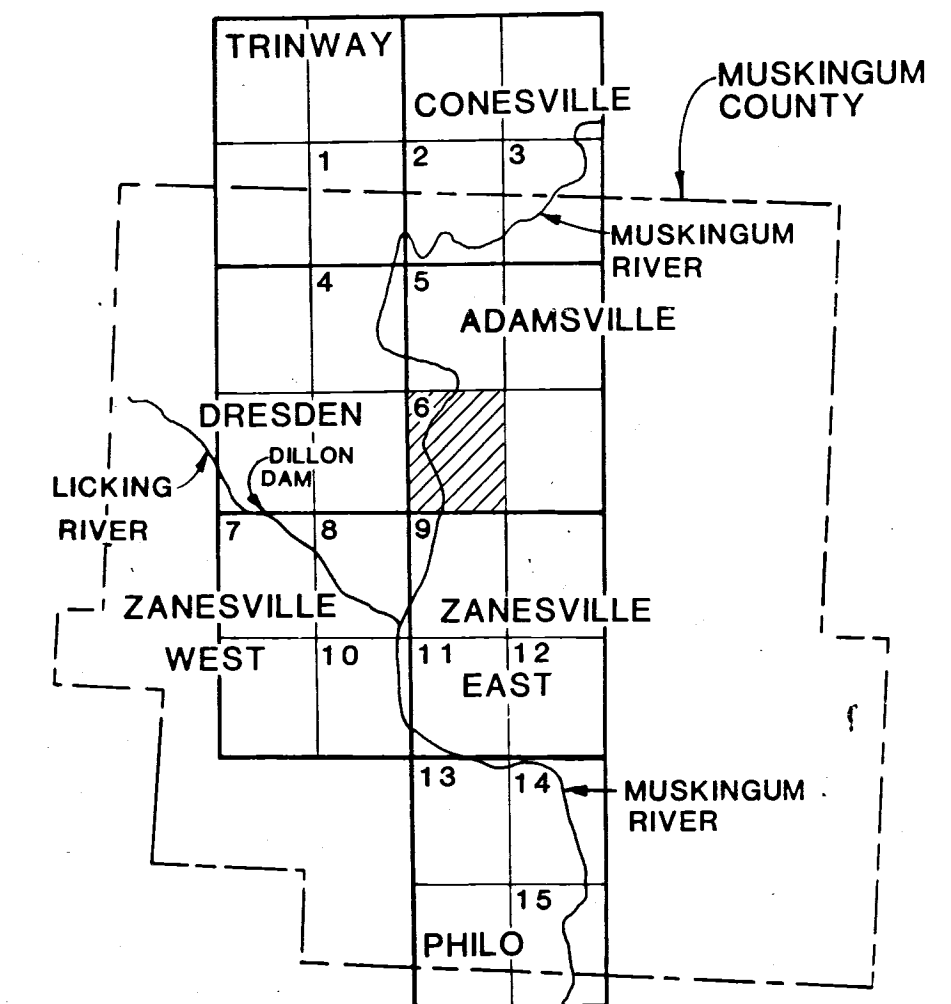 TRINWAY
CONESVILLE
MUSKINGUM
COUNTY
1 2 3
MUSKINGUM
RIVER
4 5
ADAMSVILLE
6
DRESDEN
DILLON
DAM
LICKING
RIVER
7 8 9
ZANESVILLE ZANESVILLE
WEST 10 11 12
EAST
13 14
MUSKINGUM
RIVER
15
PHILO